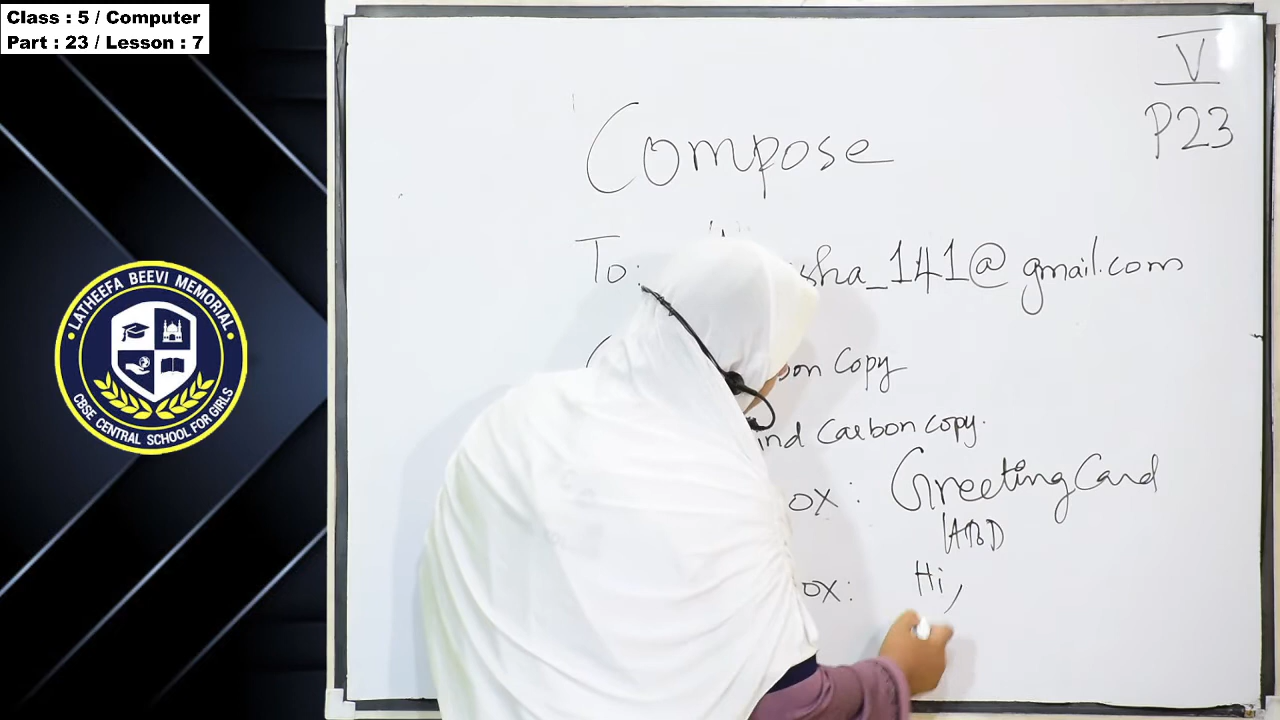 Class : 5 / Computer
Part : 23 / Lesson : 7
V
P23
Compose
To: sha_141@gmail.com
on Copy
ind Carbon copy.
ox : Greeting Card
ox : Hi,
LATHEEFA BEEVI MEMORIAL
CBSE CENTRAL SCHOOL FOR GIRLS